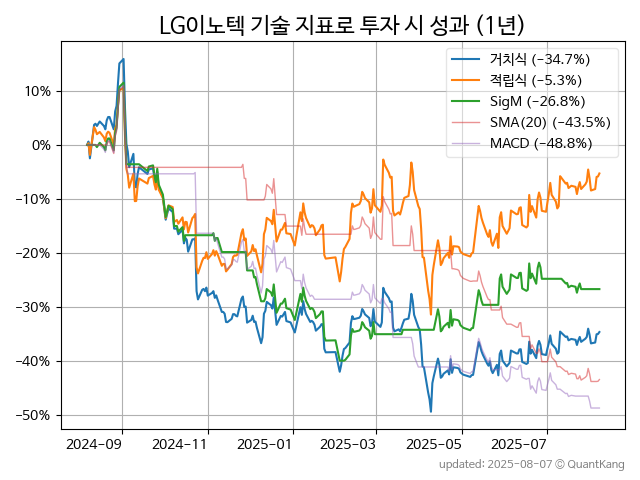 LG이노텍 기술 지표로 투자 시 성과 (1년)
거치식 (−34.7%)
적립식 (−5.3%)
SigM (−26.8%)
SMA(20) (−43.5%)
MACD (−48.8%)
10%
0%
−10%
−20%
−30%
−40%
−50%
2024−09
2024−11
2025−01
2025−03
2025−05
2025−07
updated: 2025-08-07 © QuantKang